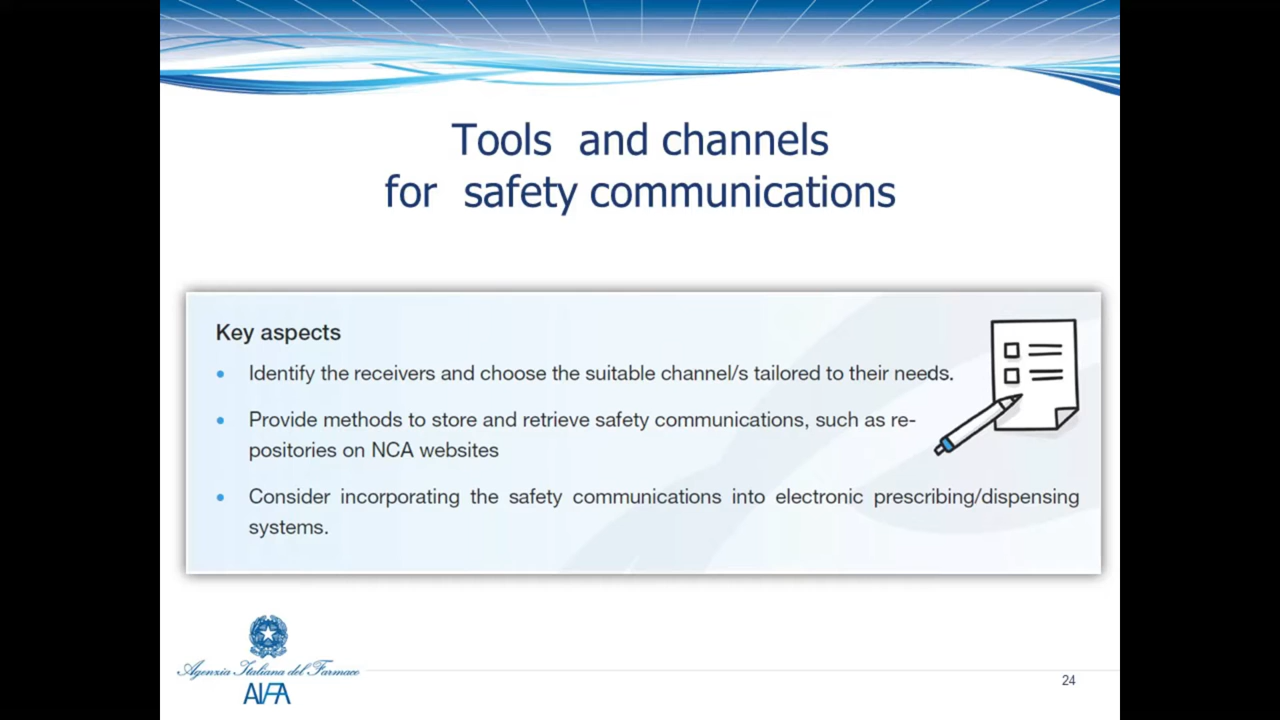 Tools and channels
for safety communications
Key aspects
• Identify the receivers and choose the suitable channel/s tailored to their needs.
• Provide methods to store and retrieve safety communications, such as re-
positories on NCA websites
• Consider incorporating the safety communications into electronic prescribing/dispensing
systems.
Agenzia Italiana del Farmaco
AIFA
24